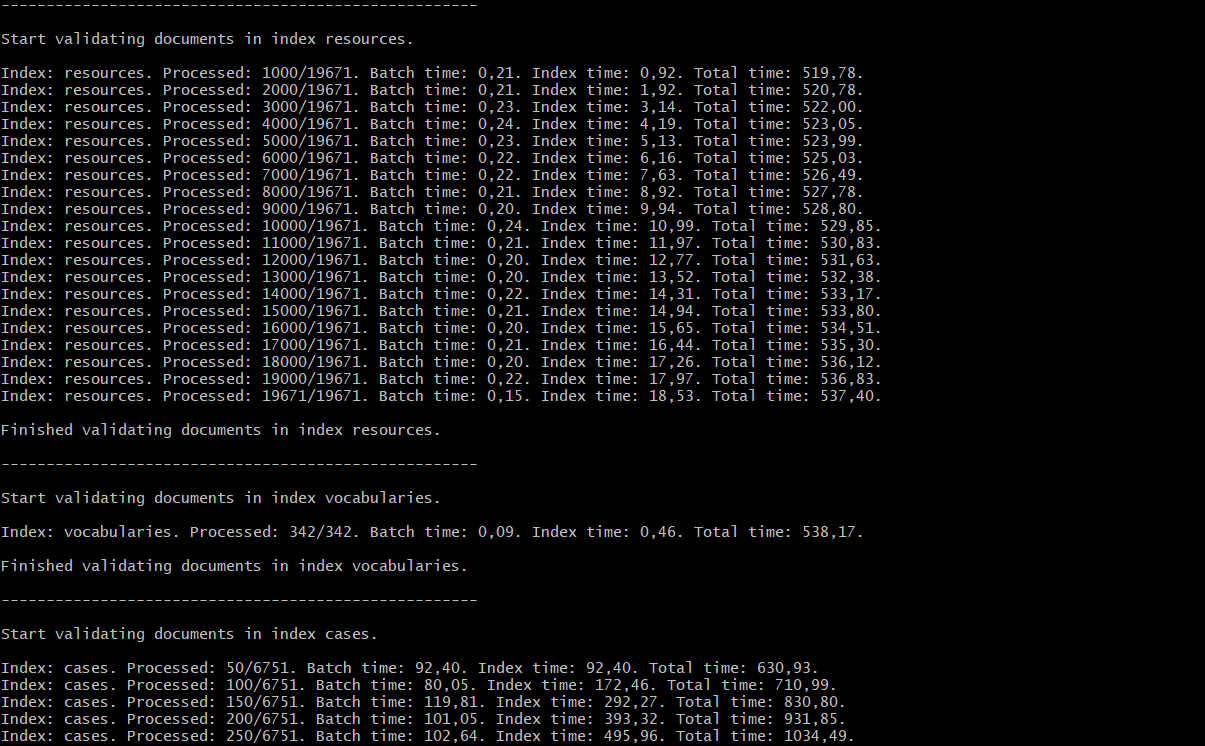 -----------------------------------------------------
Start validating documents in index resources.
Index: resources. Processed: 1000/19671. Batch time: 0,21. Index time: 0,92. Total time: 519,78.
Index: resources. Processed: 2000/19671. Batch time: 0,21. Index time: 1,92. Total time: 520,78.
Index: resources. Processed: 3000/19671. Batch time: 0,23. Index time: 3,14. Total time: 522,00.
Index: resources. Processed: 4000/19671. Batch time: 0,24. Index time: 4,19. Total time: 523,05.
Index: resources. Processed: 5000/19671. Batch time: 0,23. Index time: 5,13. Total time: 523,99.
Index: resources. Processed: 6000/19671. Batch time: 0,22. Index time: 6,16. Total time: 525,03.
Index: resources. Processed: 7000/19671. Batch time: 0,22. Index time: 7,63. Total time: 526,49.
Index: resources. Processed: 8000/19671. Batch time: 0,21. Index time: 8,92. Total time: 527,78.
Index: resources. Processed: 9000/19671. Batch time: 0,20. Index time: 9,94. Total time: 528,80.
Index: resources. Processed: 10000/19671. Batch time: 0,24. Index time: 10,99. Total time: 529,85.
Index: resources. Processed: 11000/19671. Batch time: 0,21. Index time: 11,97. Total time: 530,83.
Index: resources. Processed: 12000/19671. Batch time: 0,20. Index time: 12,77. Total time: 531,63.
Index: resources. Processed: 13000/19671. Batch time: 0,20. Index time: 13,52. Total time: 532,38.
Index: resources. Processed: 14000/19671. Batch time: 0,22. Index time: 14,31. Total time: 533,17.
Index: resources. Processed: 15000/19671. Batch time: 0,21. Index time: 14,94. Total time: 533,80.
Index: resources. Processed: 16000/19671. Batch time: 0,20. Index time: 15,65. Total time: 534,51.
Index: resources. Processed: 17000/19671. Batch time: 0,21. Index time: 16,44. Total time: 535,30.
Index: resources. Processed: 18000/19671. Batch time: 0,20. Index time: 17,26. Total time: 536,12.
Index: resources. Processed: 19000/19671. Batch time: 0,22. Index time: 17,97. Total time: 536,83.
Index: resources. Processed: 19671/19671. Batch time: 0,15. Index time: 18,53. Total time: 537,40.
Finished validating documents in index resources.
-----------------------------------------------------
Start validating documents in index vocabularies.
Index: vocabularies. Processed: 342/342. Batch time: 0,09. Index time: 0,46. Total time: 538,17.
Finished validating documents in index vocabularies.
-----------------------------------------------------
Start validating documents in index cases.
Index: cases. Processed: 50/6751. Batch time: 92,40. Index time: 92,40. Total time: 630,93.
Index: cases. Processed: 100/6751. Batch time: 80,05. Index time: 172,46. Total time: 710,99.
Index: cases. Processed: 150/6751. Batch time: 119,81. Index time: 292,27. Total time: 830,80.
Index: cases. Processed: 200/6751. Batch time: 101,05. Index time: 393,32. Total time: 931,85.
Index: cases. Processed: 250/6751. Batch time: 102,64. Index time: 495,96. Total time: 1034,49.